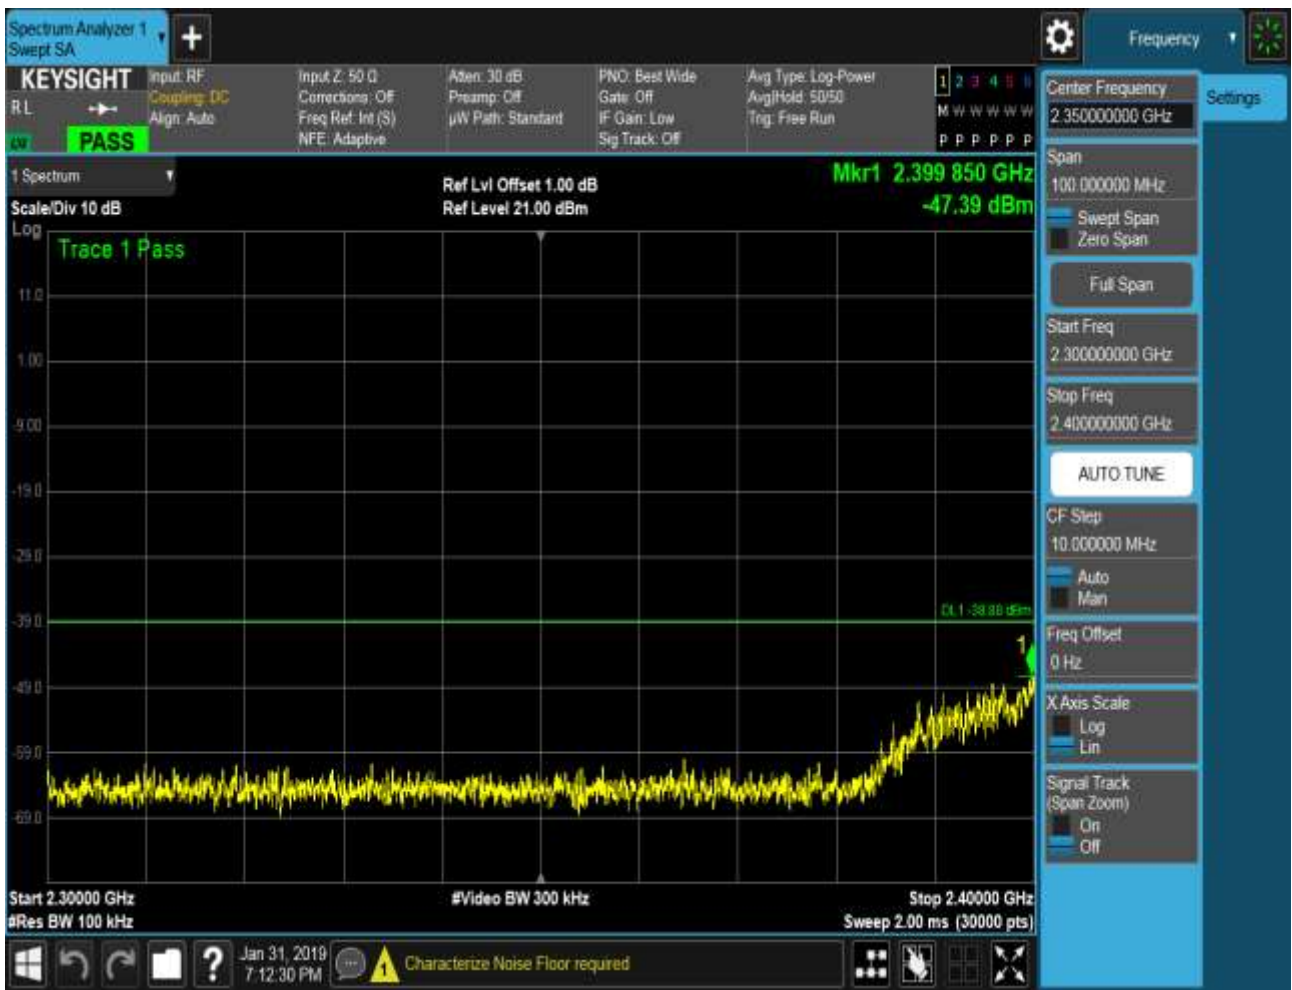 Spectrum Analyzer 1
Swept SA
+
Frequency
KEYSIGHT
R L
PASS
Input: RF
Coupling: DC
Align: Auto
Input Z: 50 Ω
Corrections: Off
Freq Ref: Int (S)
NFE: Adaptive
Atten: 30 dB
Preamp: Off
µW Path: Standard
PNO: Best Wide
Gate: Off
IF Gain: Low
Sig Track: Off
Avg Type: Log-Power
Avg|Hold: 50/50
Trig: Free Run
1 2 3 4 5 6
M W W W W W
P P P P P P
1 Spectrum
Scale/Div 10 dB
Ref Lvl Offset 1.00 dB
Ref Level 21.00 dBm
Mkr1 2.399 850 GHz
-47.39 dBm
Log
Trace 1 Pass
11.0
1.00
-9.00
-19.0
-29.0
-39.0
DL1 -38.88 dBm
1
-49.0
-59.0
-69.0
Start 2.30000 GHz
#Res BW 100 kHz
#Video BW 300 kHz
Stop 2.40000 GHz
Sweep 2.00 ms (30000 pts)
Center Frequency
2.350000000 GHz
Settings
Span
100.000000 MHz
Swept Span
Zero Span
Full Span
Start Freq
2.300000000 GHz
Stop Freq
2.400000000 GHz
AUTO TUNE
CF Step
10.000000 MHz
Auto
Man
Freq Offset
0 Hz
X Axis Scale
Log
Lin
Signal Track
(Span Zoom)
On
Off
?
Jan 31, 2019
7:12:30 PM
1
Characterize Noise Floor required